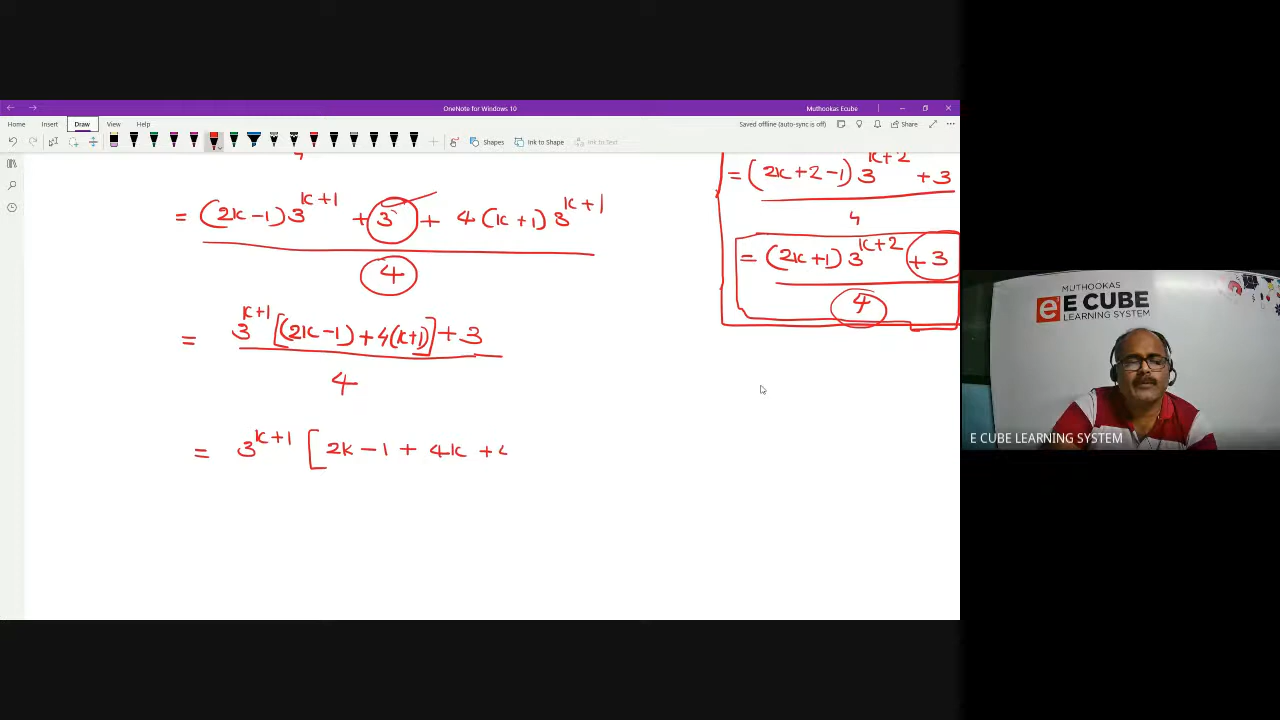 OneNote for Windows 10
Muthookas Ecube
Home Insert Draw View Help
Saved offline (auto-sync is off)
Share
Shapes
Ink to Shape
Ink to Text
4
= (2k-1)3^{k+1} + 3 + 4(k+1)3^{k+1}
4
= 3^{k+1} [(2k-1) + 4(k+1)] + 3
4
= 3^{k+1} [ 2k - 1 + 4k + 4
= (2k+2-1) 3^{k+2} + 3
4
= (2k+1) 3^{k+2} + 3
4
MUTHOOKAS
e E CUBE
LEARNING SYSTEM
E CUBE LEARNING SYSTEM